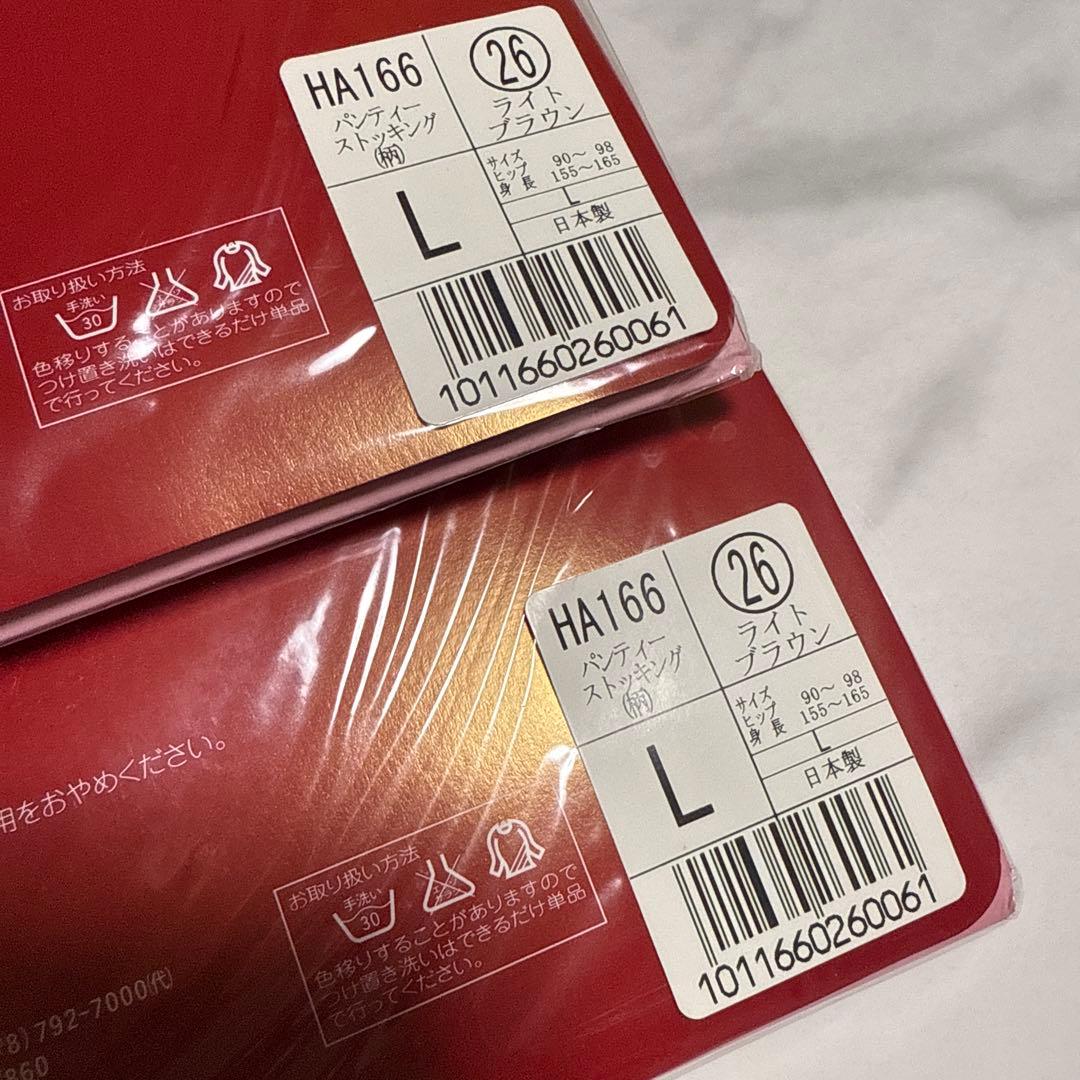 HA166
パンティー
ストッキング
(柄)
26
ライト
ブラウン
サイズ
ヒップ 90〜 98
身 長 155〜165
L
L
日本製
1011660260061
お取り扱い方法
手洗い
30
色移りすることがありますので
つけ置き洗いはできるだけ単品
で行ってください。
HA166
パンティー
ストッキング
(柄)
26
ライト
ブラウン
サイズ
ヒップ 90〜 98
身 長 155〜165
L
L
日本製
1011660260061
用をおやめください。
お取り扱い方法
手洗い
30
色移りすることがありますので
つけ置き洗いはできるだけ単品
で行ってください。
8) 792-7000(代)
860